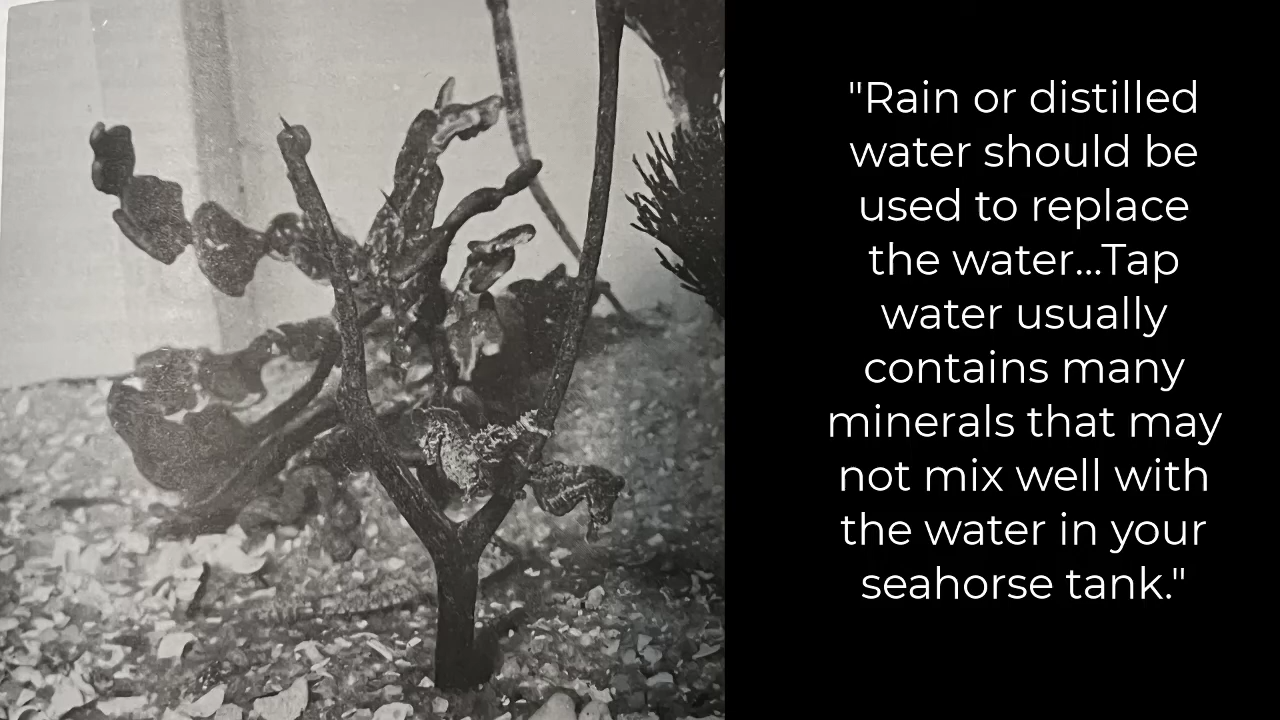 "Rain or distilled
water should be
used to replace
the water...Tap
water usually
contains many
minerals that may
not mix well with
the water in your
seahorse tank."